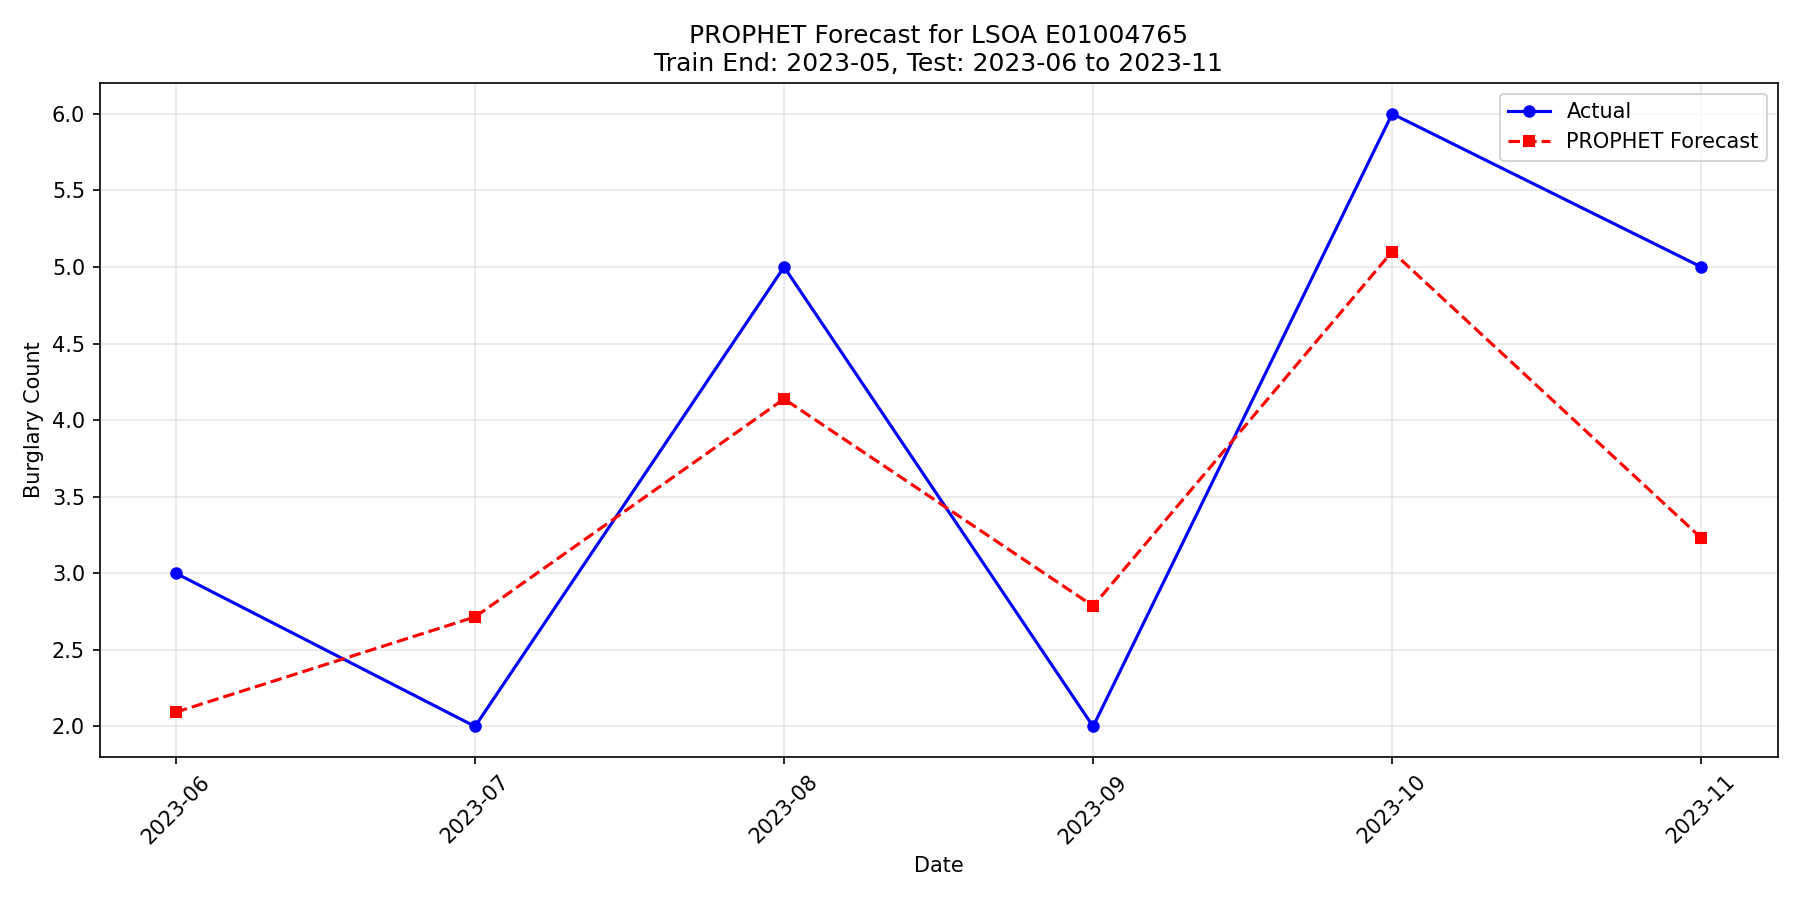 PROPHET Forecast for LSOA E01004765
Train End: 2023-05, Test: 2023-06 to 2023-11
Actual
PROPHET Forecast
Burglary Count
6.0
5.5
5.0
4.5
4.0
3.5
3.0
2.5
2.0
2023-06
2023-07
2023-08
2023-09
2023-10
2023-11
Date